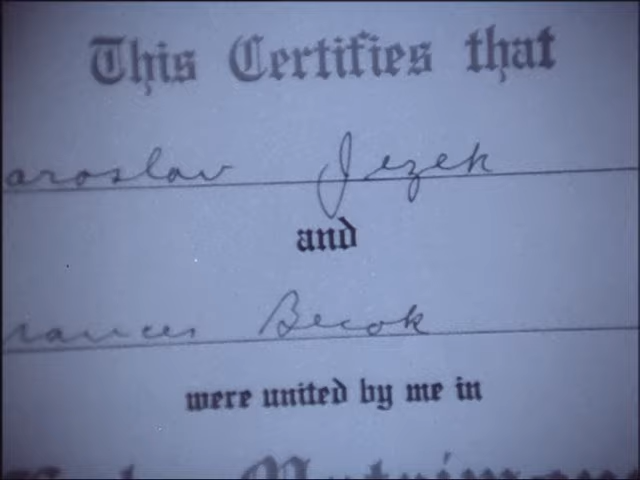 This Certifies that
aroslav Jezek
and
rances Becok
were united by me in